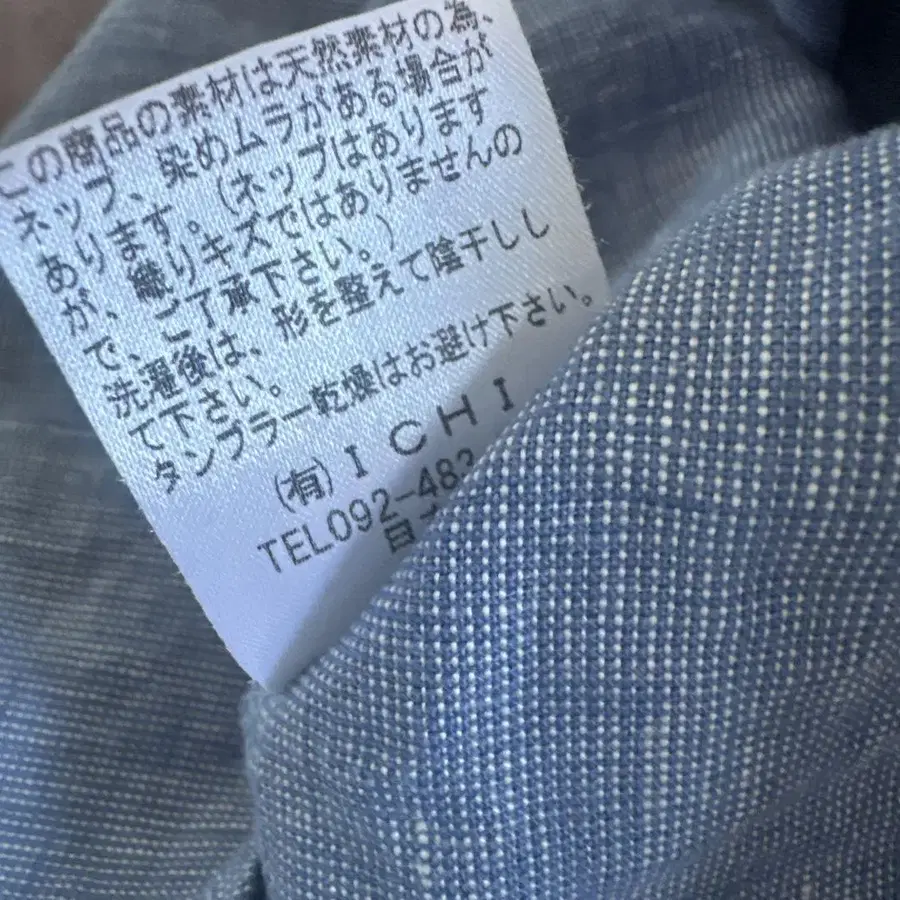 この商品の素材は天然素材の為、
ネップ、染めムラがある場合が
あります。(ネップはあります
が、織りキズではありませんの
で、ご了承下さい。)
洗濯後は、形を整えて陰干しし
て下さい。
タンブラー乾燥はお避け下さい。
(有)ICHI
TEL092-483